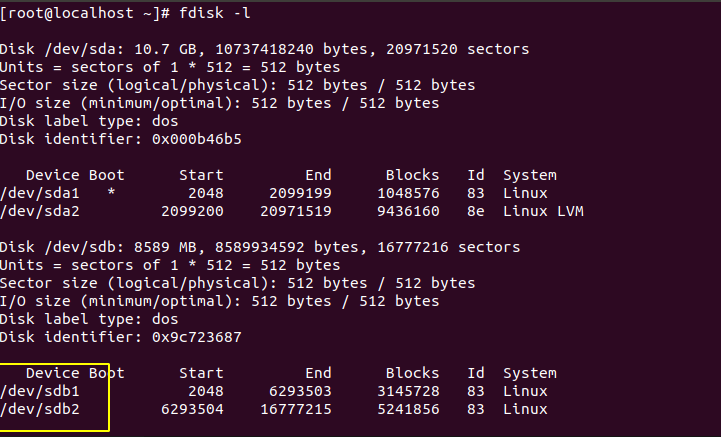 [root@localhost ~]# fdisk -l
Disk /dev/sda: 10.7 GB, 10737418240 bytes, 20971520 sectors
Units = sectors of 1 * 512 = 512 bytes
Sector size (logical/physical): 512 bytes / 512 bytes
I/O size (minimum/optimal): 512 bytes / 512 bytes
Disk label type: dos
Disk identifier: 0x000b46b5
Device Boot Start End Blocks Id System
/dev/sda1 * 2048 2099199 1048576 83 Linux
/dev/sda2 2099200 20971519 9436160 8e Linux LVM
Disk /dev/sdb: 8589 MB, 8589934592 bytes, 16777216 sectors
Units = sectors of 1 * 512 = 512 bytes
Sector size (logical/physical): 512 bytes / 512 bytes
I/O size (minimum/optimal): 512 bytes / 512 bytes
Disk label type: dos
Disk identifier: 0x9c723687
Device Boot Start End Blocks Id System
/dev/sdb1 2048 6293503 3145728 83 Linux
/dev/sdb2 6293504 16777215 5241856 83 Linux